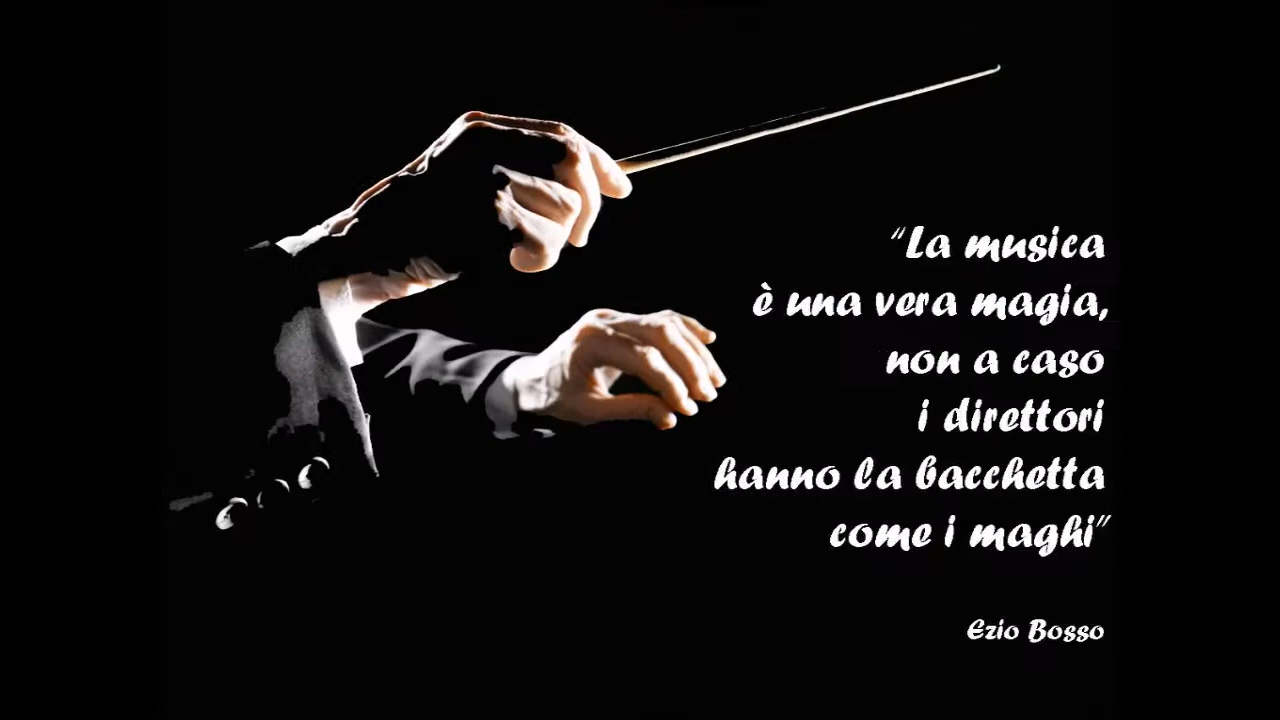 “La musica
è una vera magia,
non a caso
i direttori
hanno la bacchetta
come i maghi”
Ezio Bosso